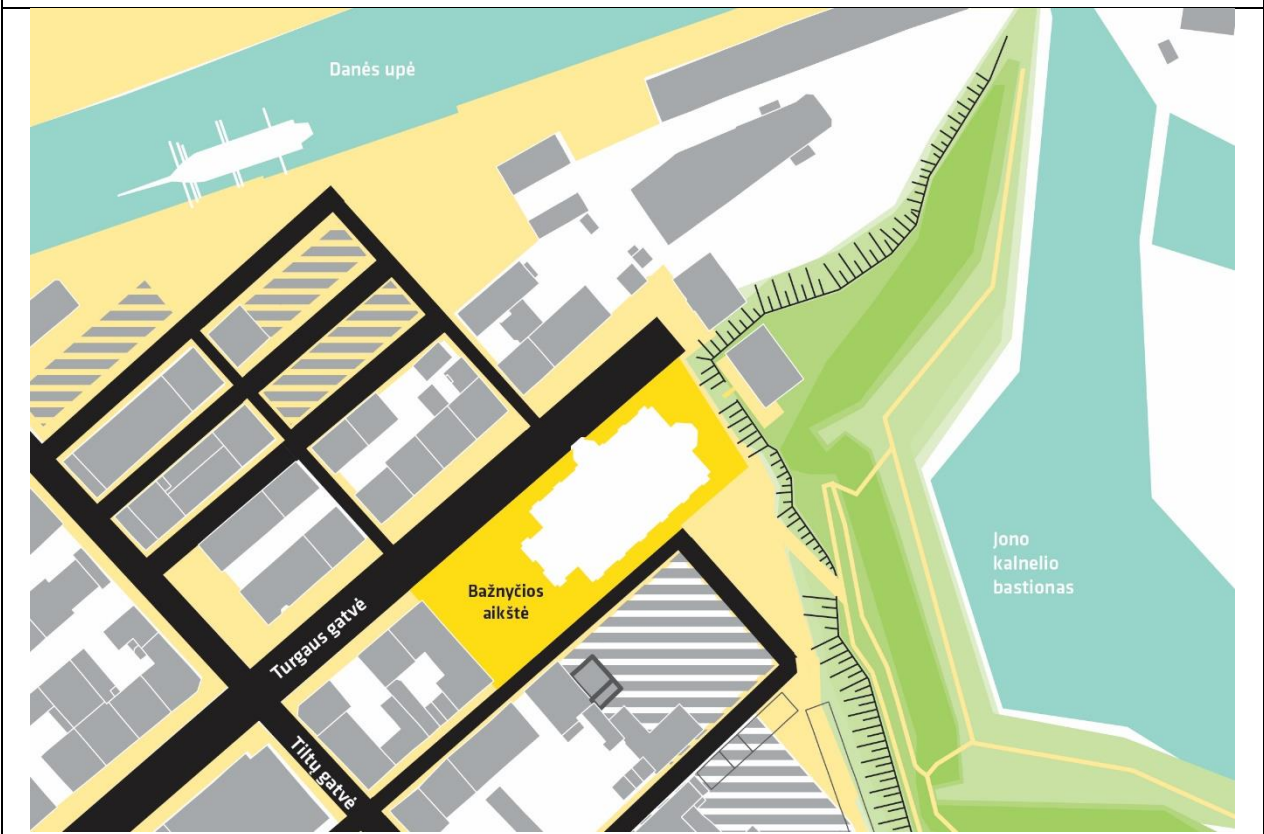 Danės upė
Jono
kalnelio
bastionas
Bažnyčios
aikštė
Turgaus gatvė
Tiltų gatvė